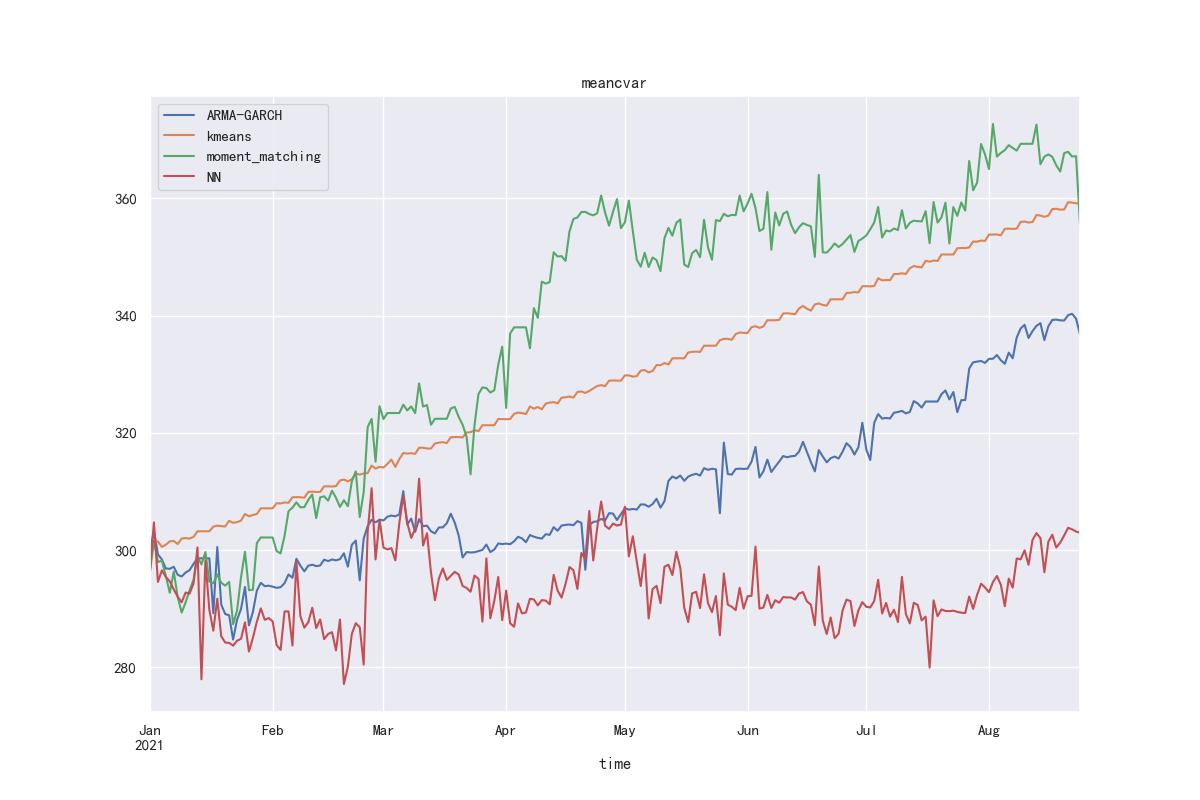 meancvar
ARMA-GARCH
kmeans
moment_matching
NN
360
340
320
300
280
Jan Feb Mar Apr May Jun Jul Aug
2021
time